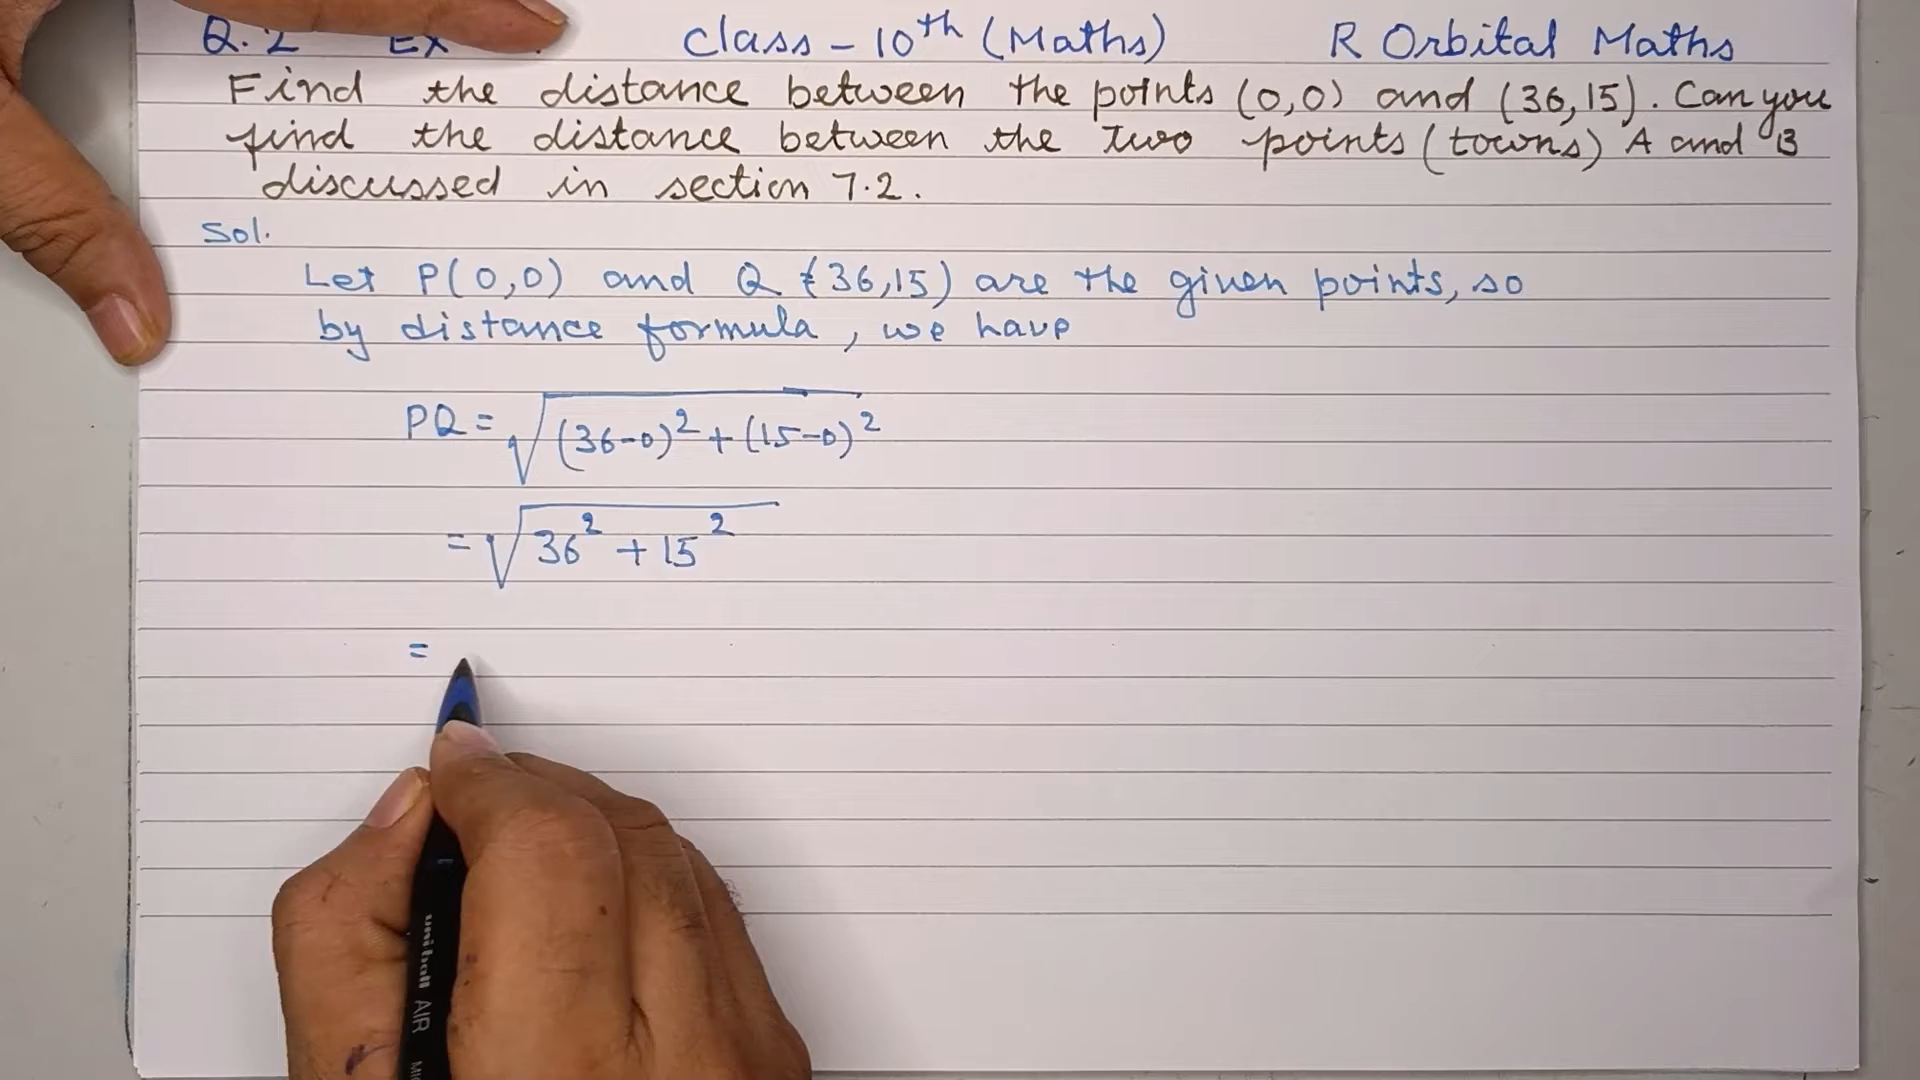 Q.2 Ex Class - 10th (Maths) R Orbital Maths
Find the distance between the points (0,0) and (36,15). Can you
find the distance between the two points (towns) A and B
discussed in section 7.2.
Sol.
Let P(0,0) and Q (36,15) are the given points, so
by distance formula, we have
PQ = √(36-0)² + (15-0)²
= √36² + 15²
=
uniball AIR